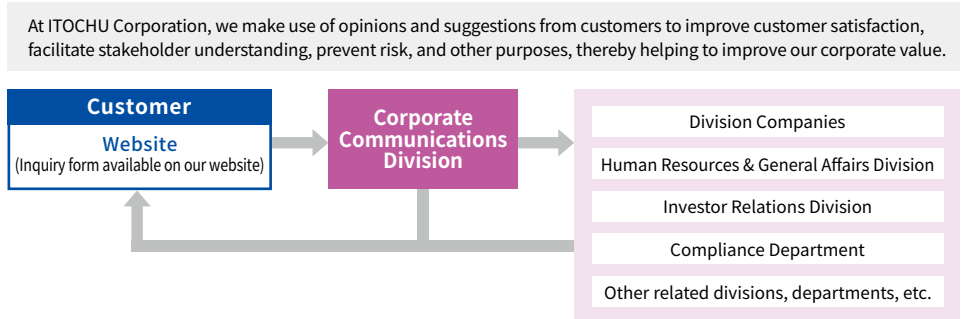 At ITOCHU Corporation, we make use of opinions and suggestions from customers to improve customer satisfaction,
facilitate stakeholder understanding, prevent risk, and other purposes, thereby helping to improve our corporate value.
Customer
Website
(Inquiry form available on our website)
Corporate
Communications
Division
Division Companies
Human Resources & General Affairs Division
Investor Relations Division
Compliance Department
Other related divisions, departments, etc.